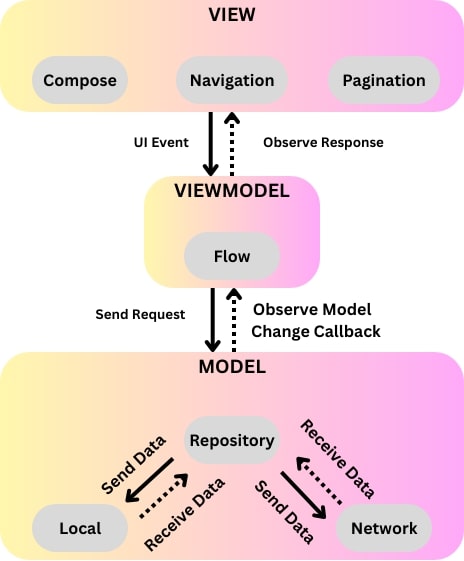 VIEW
Compose
Navigation
Pagination
UI Event
Observe Response
VIEWMODEL
Flow
Send Request
Observe Model
Change Callback
MODEL
Repository
Send Data
Receive Data
Send Data
Receive Data
Local
Network